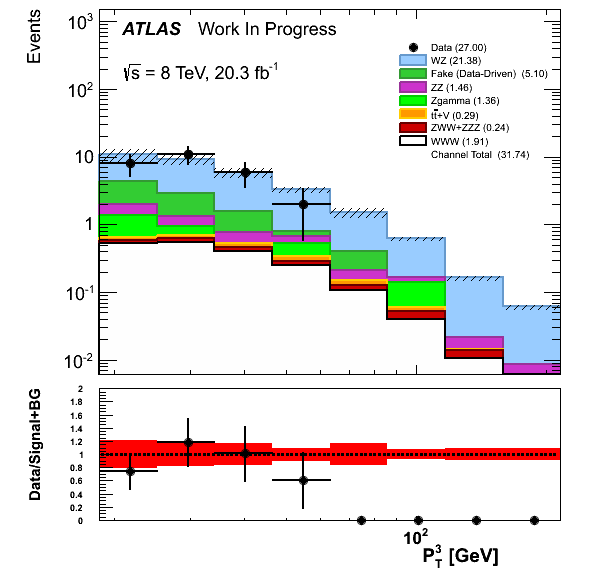 Events
10³
10²
10
1
10⁻¹
10⁻²
ATLAS Work In Progress
√s = 8 TeV, 20.3 fb⁻¹
Data (27.00)
WZ (21.38)
Fake (Data-Driven) (5.10)
ZZ (1.46)
Zgamma (1.36)
tt̄+V (0.29)
ZWW+ZZZ (0.24)
WWW (1.91)
Channel Total (31.74)
Data/Signal+BG
2
1.8
1.6
1.4
1.2
1
0.8
0.6
0.4
0.2
0
10²
P³_T [GeV]